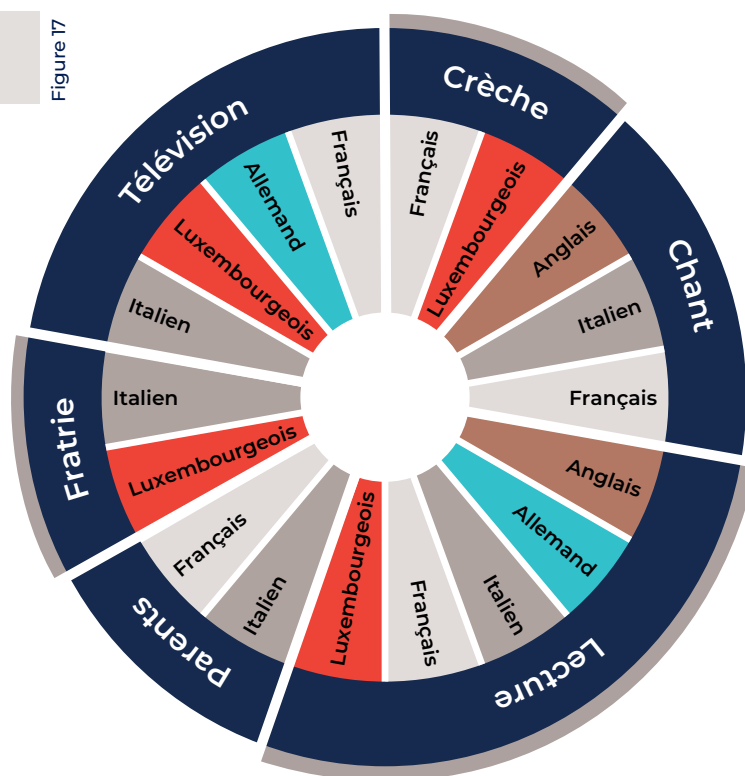 Figure 17
Crèche
Français
Luxembourgeois
Chant
Anglais
Italien
Français
Lecture
Anglais
Allemand
Italien
Français
Luxembourgeois
Parents
Italien
Français
Fratrie
Luxembourgeois
Italien
Télévision
Italien
Luxembourgeois
Allemand
Français